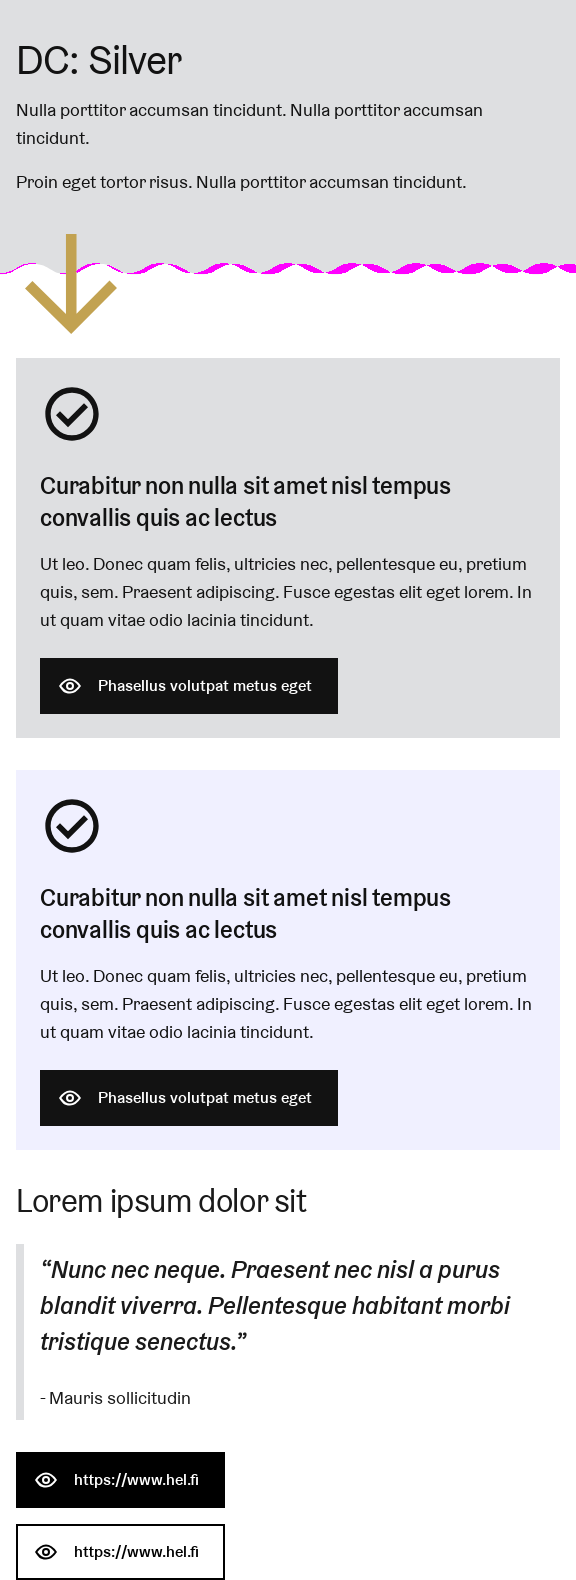 DC: Silver
Nulla porttitor accumsan tincidunt. Nulla porttitor accumsan
tincidunt.
Proin eget tortor risus. Nulla porttitor accumsan tincidunt.
Curabitur non nulla sit amet nisl tempus
convallis quis ac lectus
Ut leo. Donec quam felis, ultricies nec, pellentesque eu, pretium
quis, sem. Praesent adipiscing. Fusce egestas elit eget lorem. In
ut quam vitae odio lacinia tincidunt.
Phasellus volutpat metus eget
Curabitur non nulla sit amet nisl tempus
convallis quis ac lectus
Ut leo. Donec quam felis, ultricies nec, pellentesque eu, pretium
quis, sem. Praesent adipiscing. Fusce egestas elit eget lorem. In
ut quam vitae odio lacinia tincidunt.
Phasellus volutpat metus eget
Lorem ipsum dolor sit
“Nunc nec neque. Praesent nec nisl a purus
blandit viverra. Pellentesque habitant morbi
tristique senectus.”
- Mauris sollicitudin
https://www.hel.fi
https://www.hel.fi